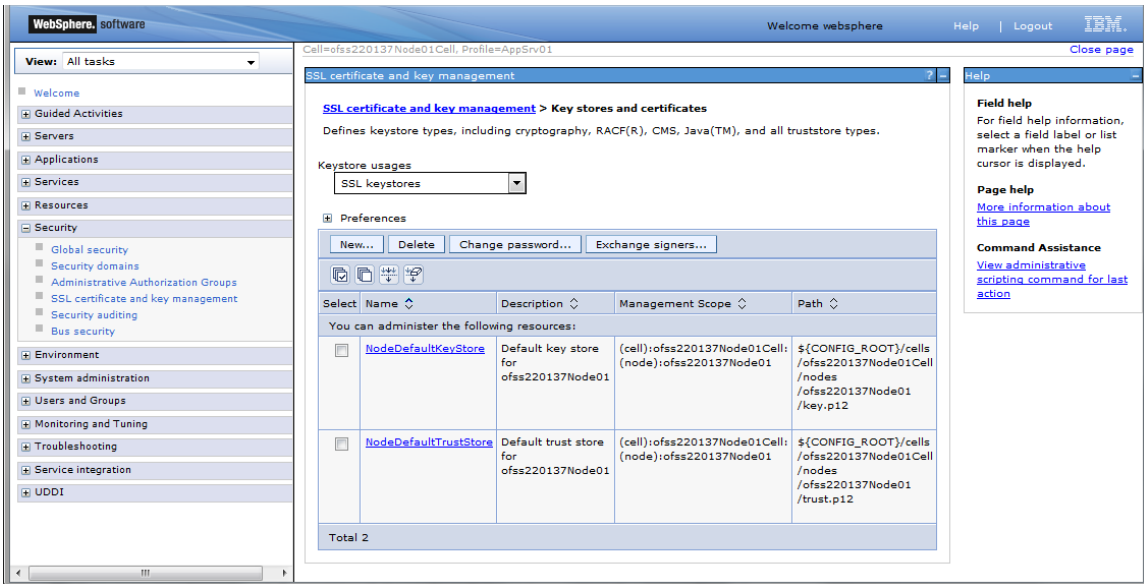 WebSphere. software
Welcome websphere
Help | Logout
IBM.
View: All tasks
Welcome
Guided Activities
Servers
Applications
Services
Resources
Security
Global security
Security domains
Administrative Authorization Groups
SSL certificate and key management
Security auditing
Bus security
Environment
System administration
Users and Groups
Monitoring and Tuning
Troubleshooting
Service integration
UDDI
Cell=ofss220137Node01Cell, Profile=AppSrv01
Close page
SSL certificate and key management
?
SSL certificate and key management > Key stores and certificates
Defines keystore types, including cryptography, RACF(R), CMS, Java(TM), and all truststore types.
Keystore usages
SSL keystores
Preferences
New... Delete Change password... Exchange signers...
Select Name Description Management Scope Path
You can administer the following resources:
NodeDefaultKeyStore
Default key store
for
ofss220137Node01
(cell):ofss220137Node01Cell:
(node):ofss220137Node01
${CONFIG_ROOT}/cells
/ofss220137Node01Cell
/nodes
/ofss220137Node01
/key.p12
NodeDefaultTrustStore
Default trust store
for
ofss220137Node01
(cell):ofss220137Node01Cell:
(node):ofss220137Node01
${CONFIG_ROOT}/cells
/ofss220137Node01Cell
/nodes
/ofss220137Node01
/trust.p12
Total 2
Help
Field help
For field help information,
select a field label or list
marker when the help
cursor is displayed.
Page help
More information about
this page
Command Assistance
View administrative
scripting command for last
action